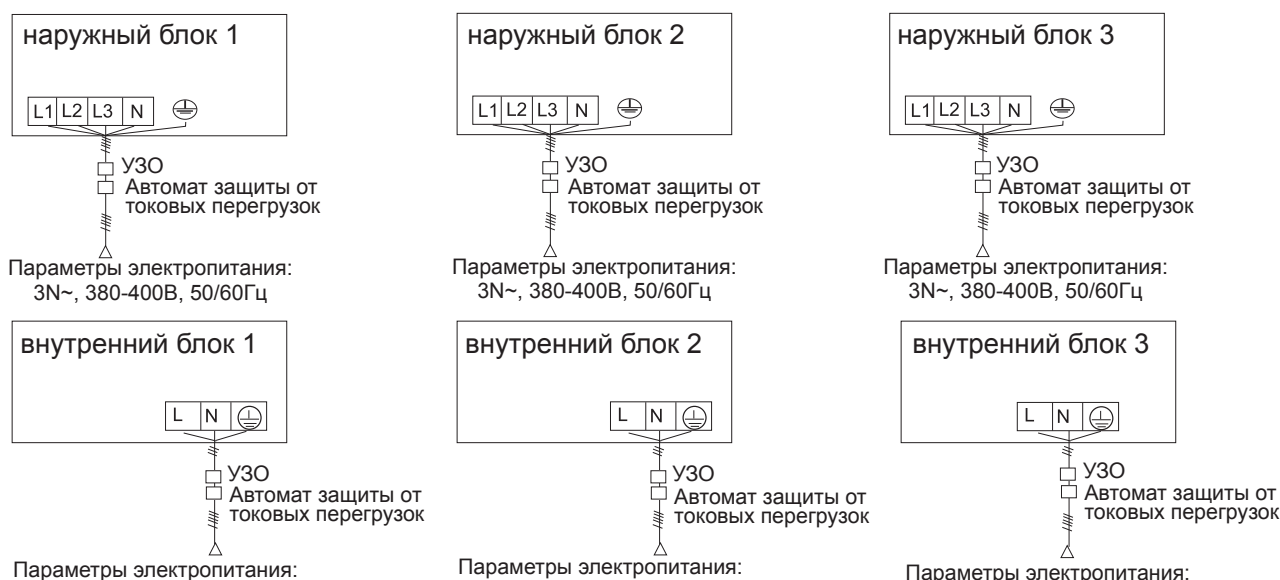 наружный блок 1
L1 L2 L3 N
УЗО
Автомат защиты от
токовых перегрузок
Параметры электропитания:
3N~, 380-400В, 50/60Гц
наружный блок 2
L1 L2 L3 N
УЗО
Автомат защиты от
токовых перегрузок
Параметры электропитания:
3N~, 380-400В, 50/60Гц
наружный блок 3
L1 L2 L3 N
УЗО
Автомат защиты от
токовых перегрузок
Параметры электропитания:
3N~, 380-400В, 50/60Гц
внутренний блок 1
L N
УЗО
Автомат защиты от
токовых перегрузок
Параметры электропитания:
внутренний блок 2
L N
УЗО
Автомат защиты от
токовых перегрузок
Параметры электропитания:
внутренний блок 3
L N
УЗО
Автомат защиты от
токовых перегрузок
Параметры электропитания: